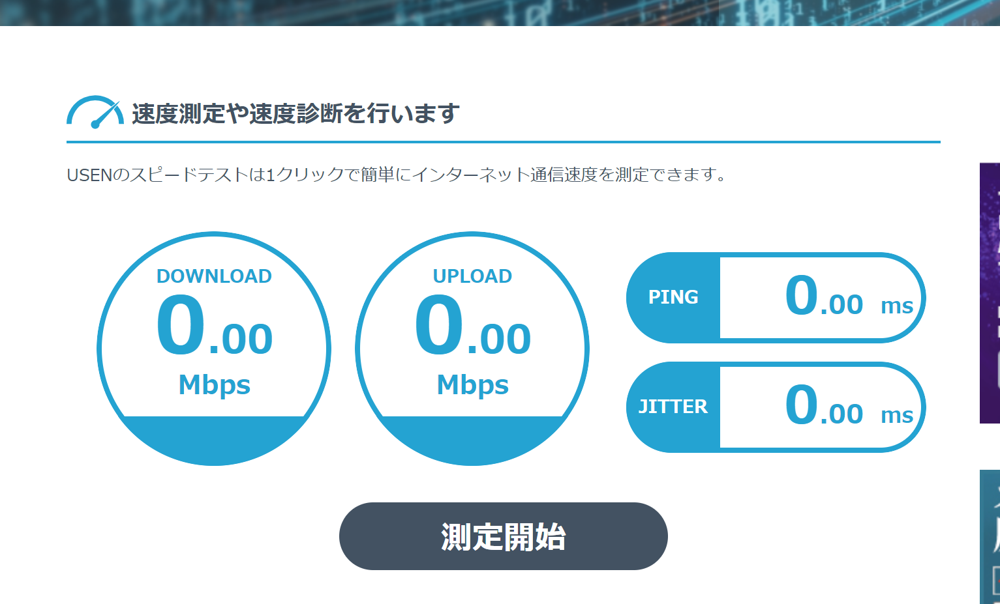 速度測定や速度診断を行います
USENのスピードテストは1クリックで簡単にインターネット通信速度を測定できます。
DOWNLOAD
0.00
Mbps
UPLOAD
0.00
Mbps
PING
0.00 ms
JITTER
0.00 ms
測定開始